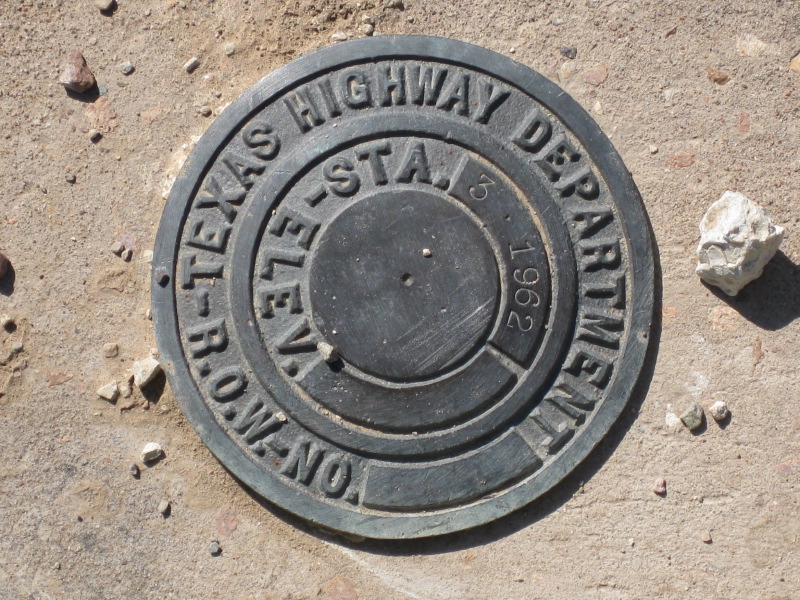 TEXAS HIGHWAY DEPARTMENT
-R.O.W.-NO.
-STA. 3 · 1962
ELEV.